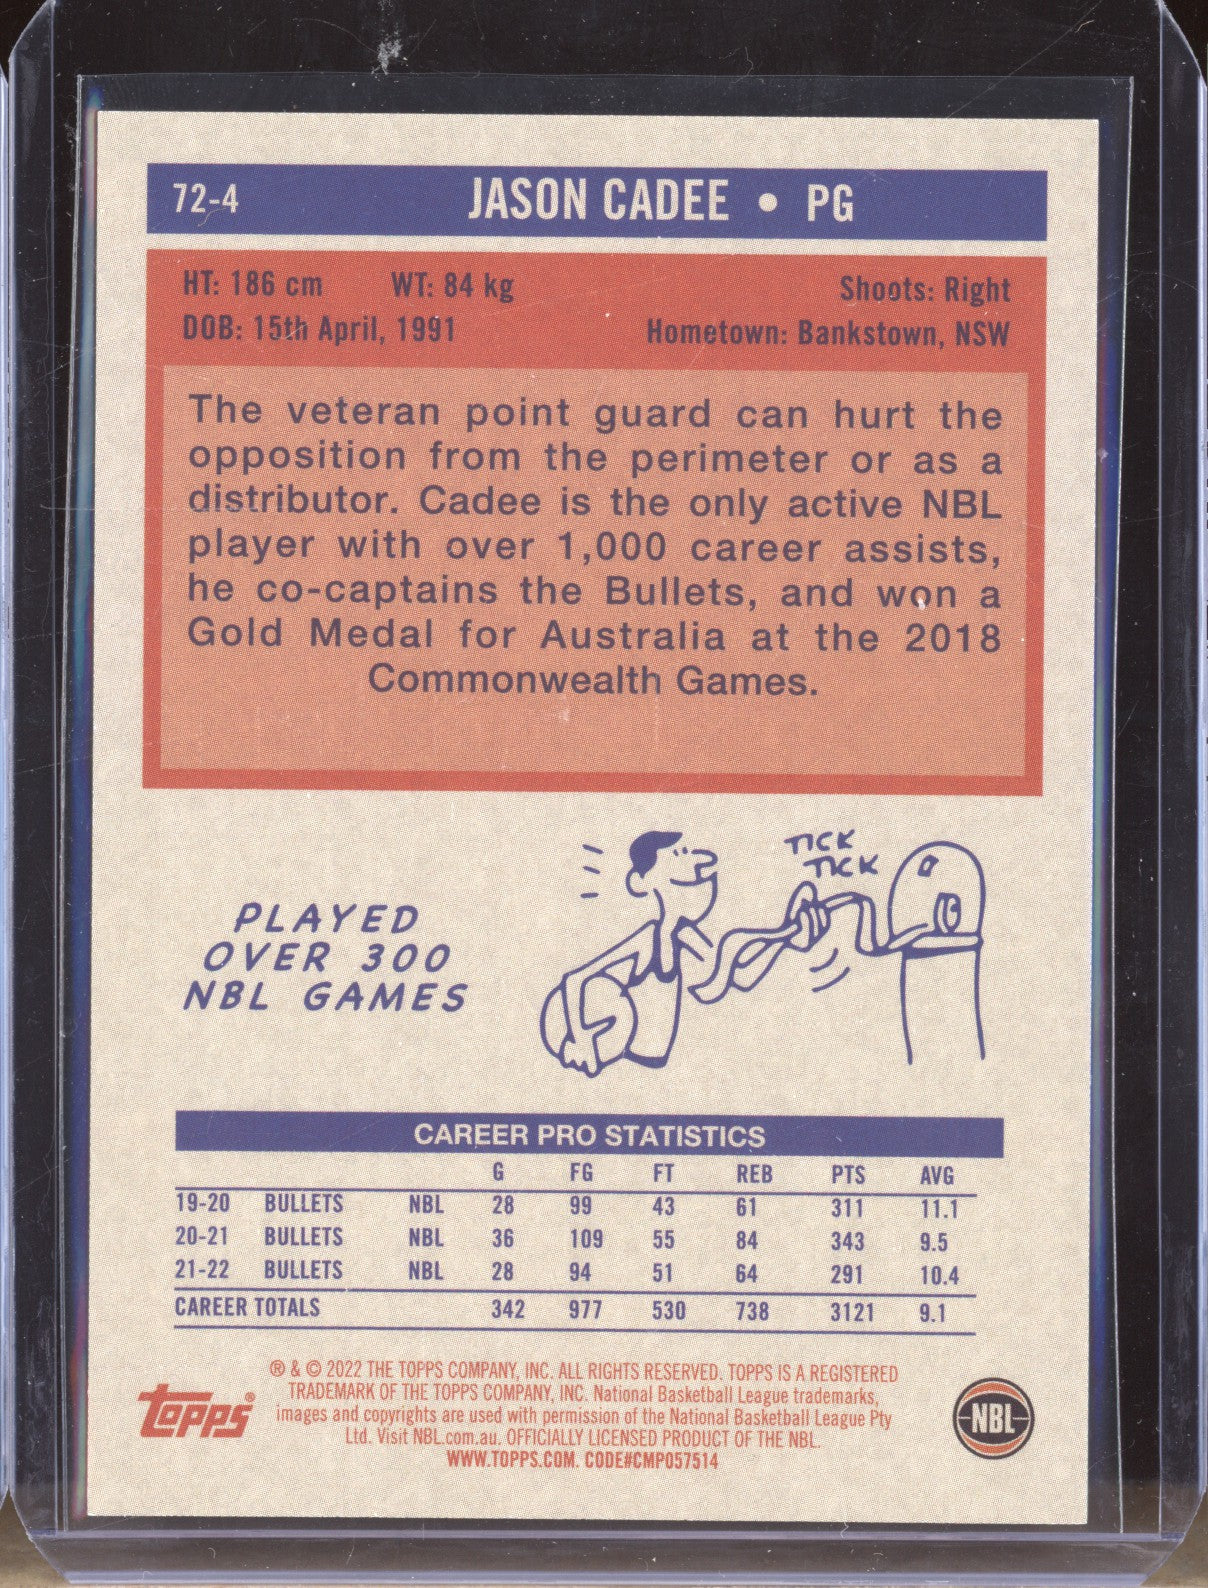 72-4 JASON CADEE • PG
HT: 186 cm WT: 84 kg Shoots: Right
DOB: 15th April, 1991 Hometown: Bankstown, NSW
The veteran point guard can hurt the
opposition from the perimeter or as a
distributor. Cadee is the only active NBL
player with over 1,000 career assists,
he co-captains the Bullets, and won a
Gold Medal for Australia at the 2018
Commonwealth Games.
TICK
TICK
PLAYED
OVER 300
NBL GAMES
CAREER PRO STATISTICS
G FG FT REB PTS AVG
19-20 BULLETS NBL 28 99 43 61 311 11.1
20-21 BULLETS NBL 36 109 55 84 343 9.5
21-22 BULLETS NBL 28 94 51 64 291 10.4
CAREER TOTALS 342 977 530 738 3121 9.1
® & © 2022 THE TOPPS COMPANY, INC. ALL RIGHTS RESERVED. TOPPS IS A REGISTERED
TRADEMARK OF THE TOPPS COMPANY, INC. National Basketball League trademarks,
images and copyrights are used with permission of the National Basketball League Pty
Ltd. Visit NBL.com.au. OFFICIALLY LICENSED PRODUCT OF THE NBL.
WWW.TOPPS.COM. CODE#CMP057514
topps®
NBL